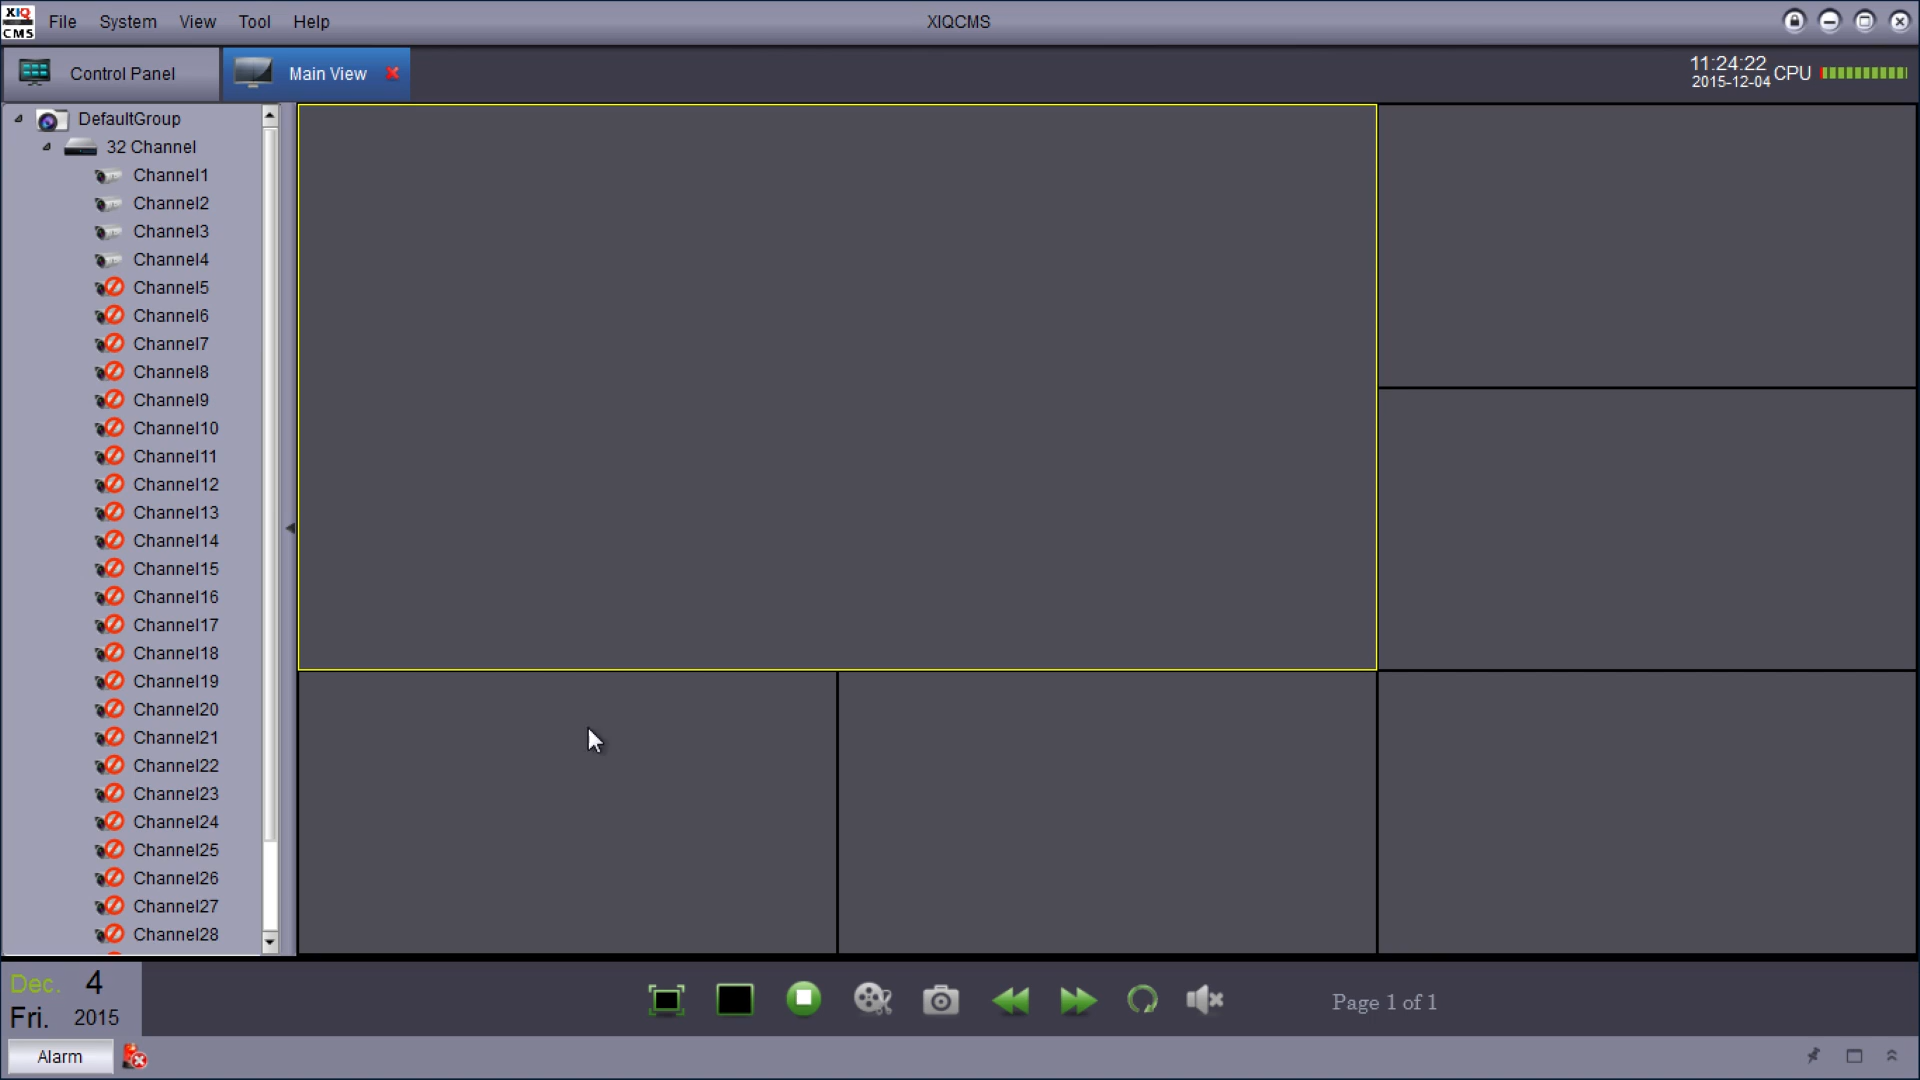 XIQ
CMS
File System View Tool Help
XIQCMS
Control Panel
Main View
11:24:22
2015-12-04
CPU
DefaultGroup
32 Channel
Channel1
Channel2
Channel3
Channel4
Channel5
Channel6
Channel7
Channel8
Channel9
Channel10
Channel11
Channel12
Channel13
Channel14
Channel15
Channel16
Channel17
Channel18
Channel19
Channel20
Channel21
Channel22
Channel23
Channel24
Channel25
Channel26
Channel27
Channel28
Dec. 4
Fri. 2015
Page 1 of 1
Alarm